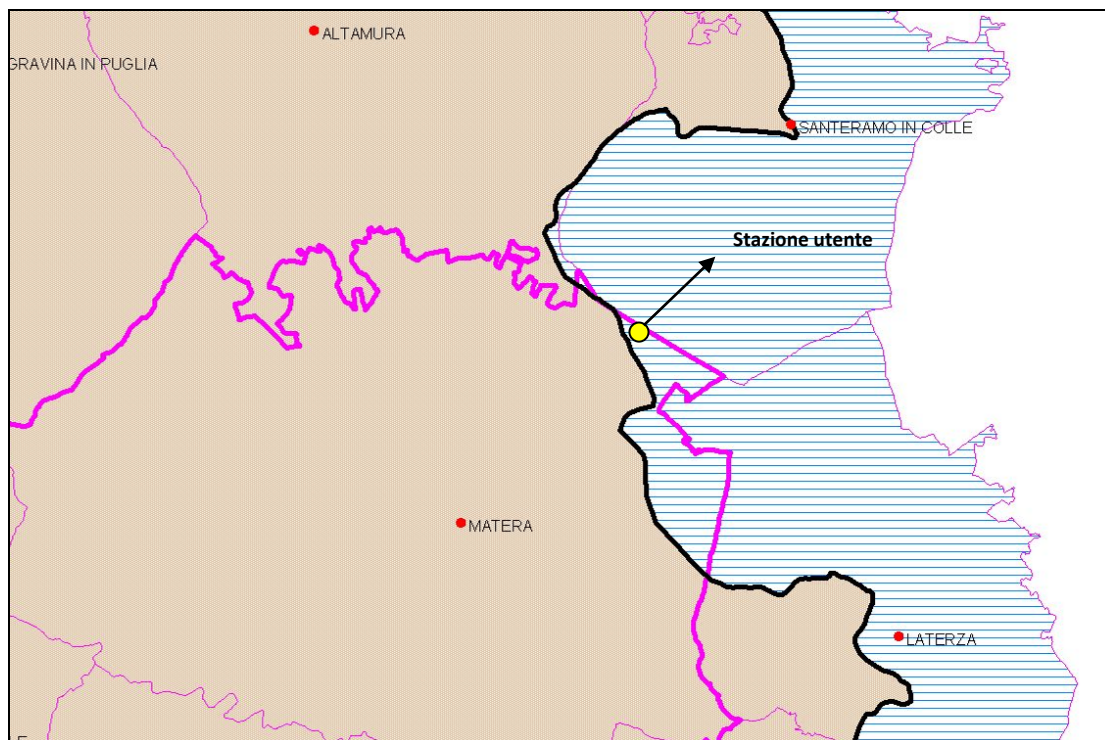 ALTAMURA
GRAVINA IN PUGLIA
SANTERAMO IN COLLE
Stazione utente
MATERA
LATERZA